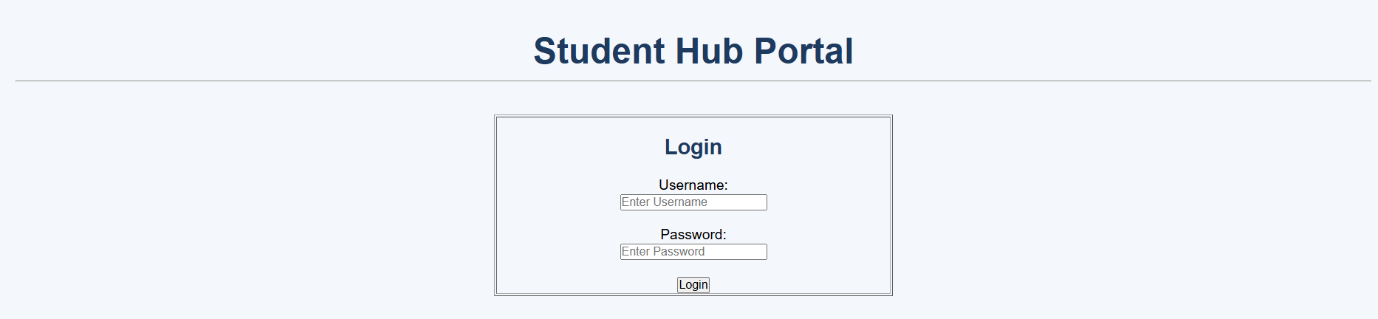 Student Hub Portal
Login
Username:
Enter Username
Password:
Enter Password
Login